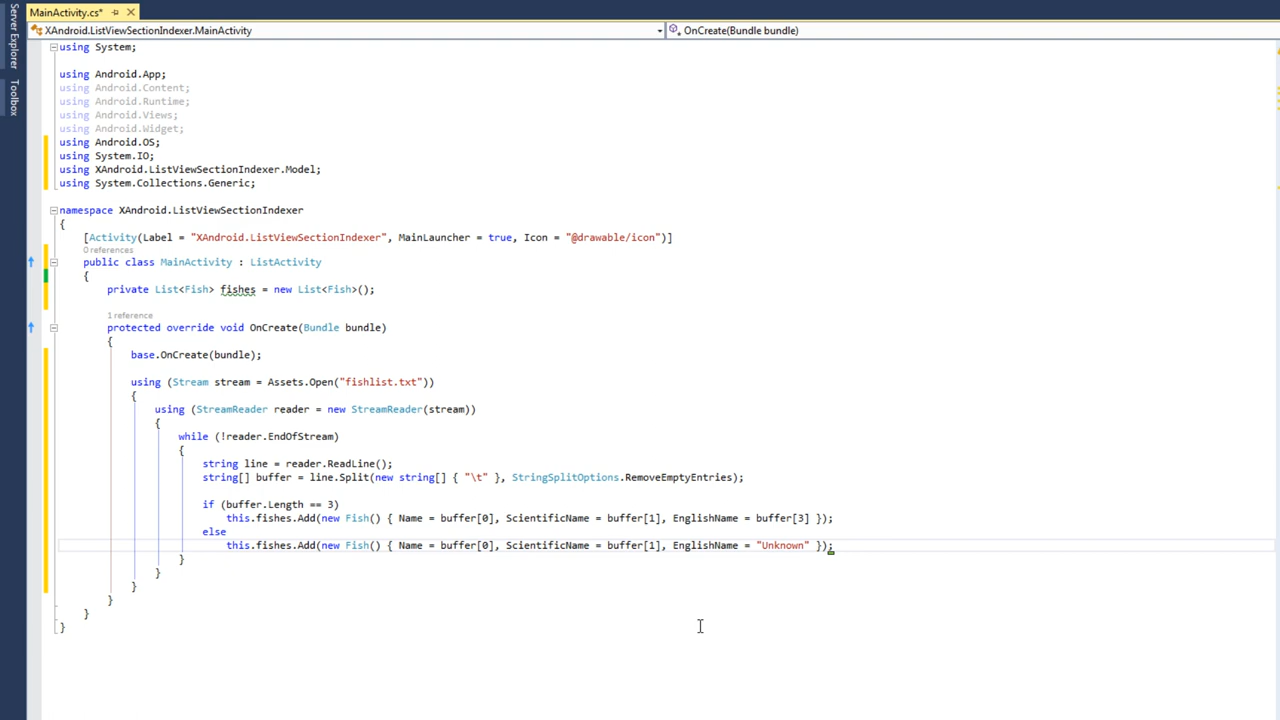 MainActivity.cs*
Server Explorer
Toolbox
XAndroid.ListViewSectionIndexer.MainActivity
OnCreate(Bundle bundle)
using System;
using Android.App;
using Android.Content;
using Android.Runtime;
using Android.Views;
using Android.Widget;
using Android.OS;
using System.IO;
using XAndroid.ListViewSectionIndexer.Model;
using System.Collections.Generic;
namespace XAndroid.ListViewSectionIndexer
{
[Activity(Label = "XAndroid.ListViewSectionIndexer", MainLauncher = true, Icon = "@drawable/icon")]
0 references
public class MainActivity : ListActivity
{
private List<Fish> fishes = new List<Fish>();
1 reference
protected override void OnCreate(Bundle bundle)
{
base.OnCreate(bundle);
using (Stream stream = Assets.Open("fishlist.txt"))
{
using (StreamReader reader = new StreamReader(stream))
{
while (!reader.EndOfStream)
{
string line = reader.ReadLine();
string[] buffer = line.Split(new string[] { "\t" }, StringSplitOptions.RemoveEmptyEntries);
if (buffer.Length == 3)
this.fishes.Add(new Fish() { Name = buffer[0], ScientificName = buffer[1], EnglishName = buffer[3] });
else
this.fishes.Add(new Fish() { Name = buffer[0], ScientificName = buffer[1], EnglishName = "Unknown" });
}
}
}
}
}
}